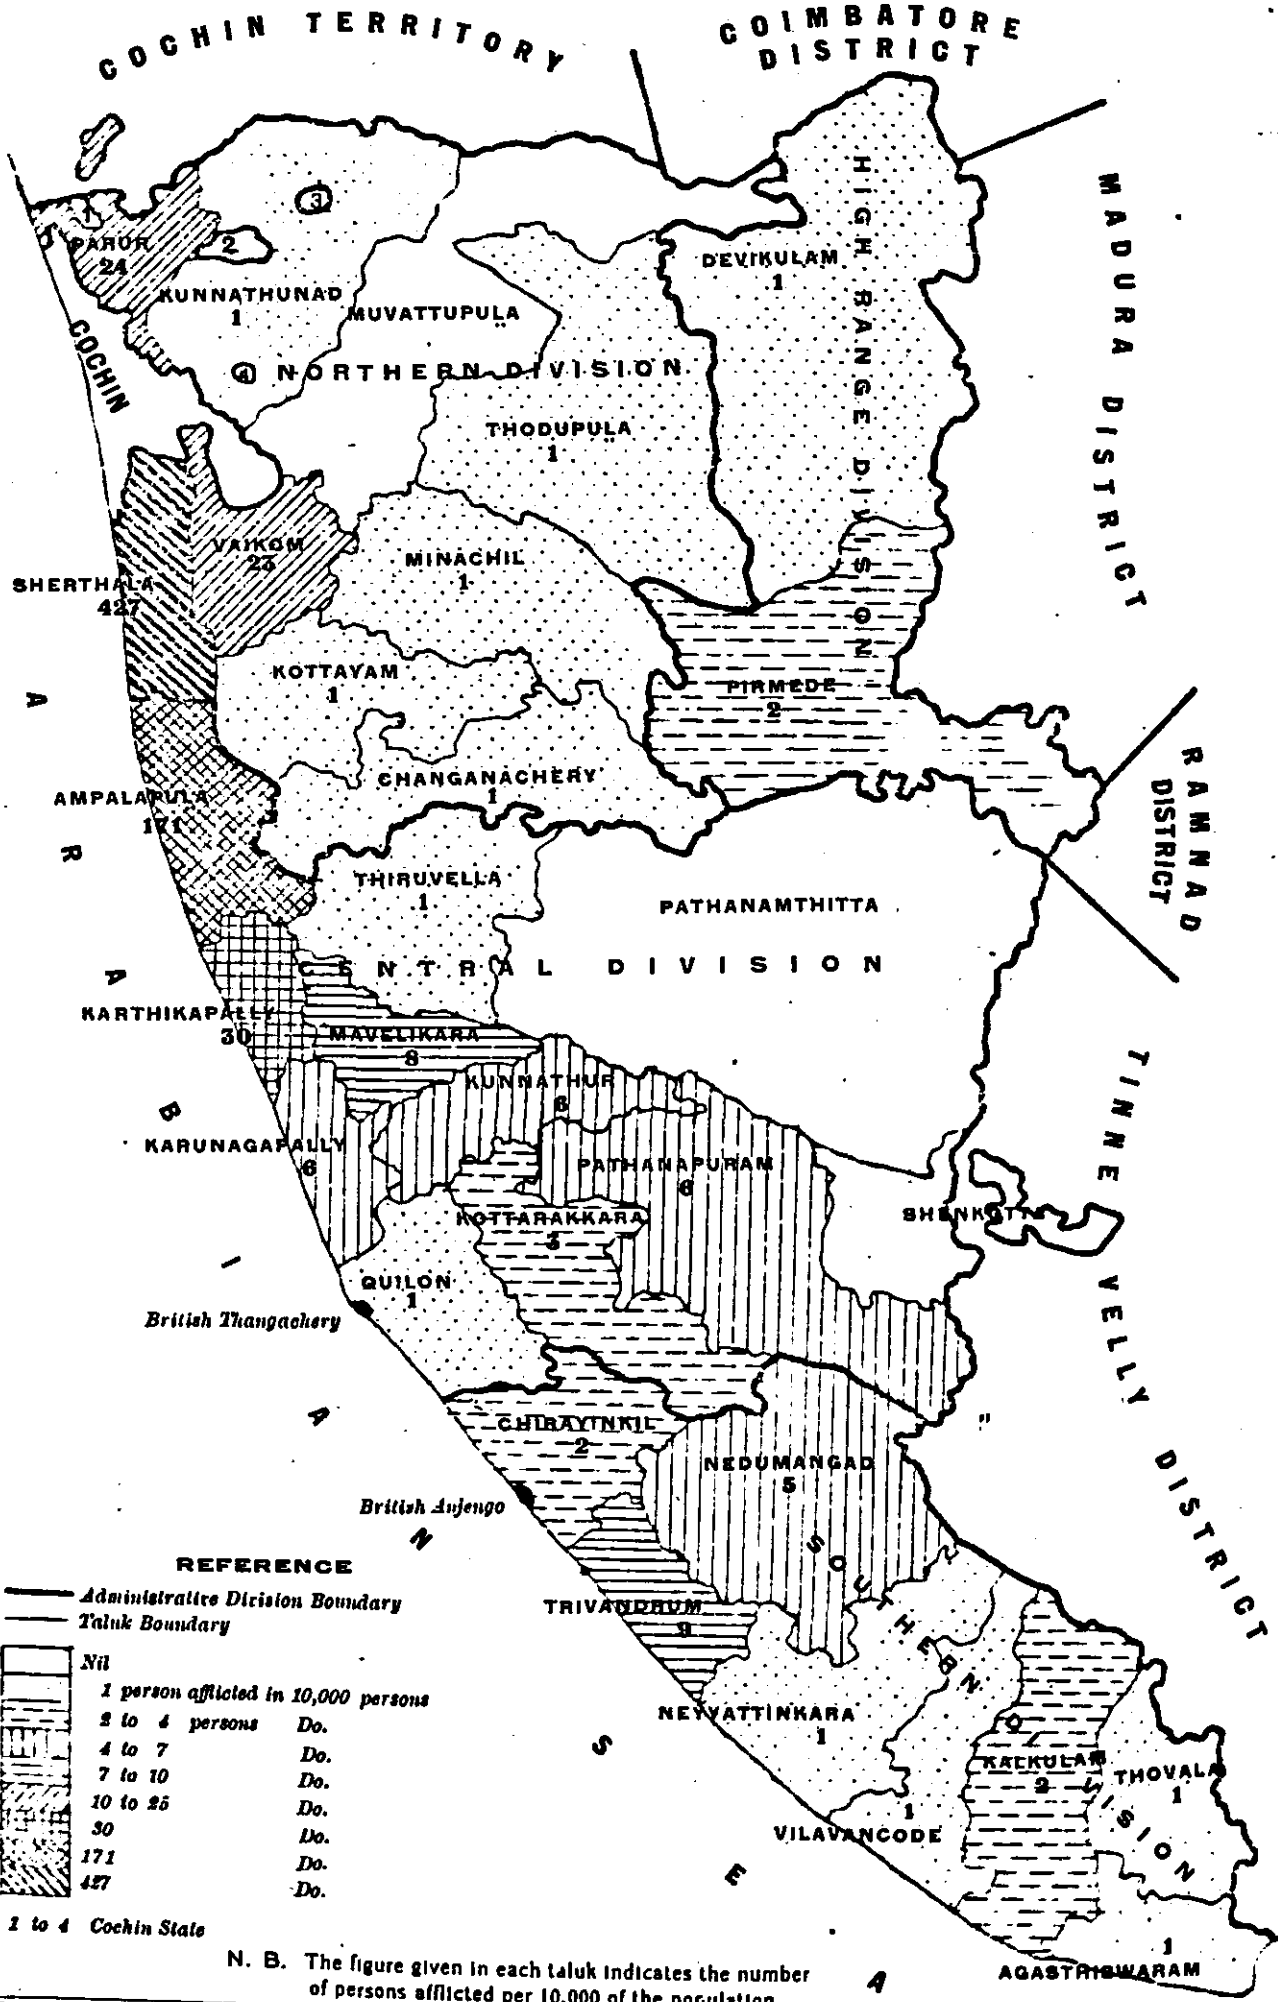 COCHIN TERRITORY
COIMBATORE
DISTRICT
MADURA DISTRICT
RAMNAD
DISTRICT
TINNEVELLY DISTRICT
ARABIAN SEA
COCHIN
HIGH RANGE DIVISION
NORTHERN DIVISION
CENTRAL DIVISION
SOUTHERN DIVISION
1
PARUR
24
2
3
4
KUNNATHUNAD
1
MUVATTUPULA
DEVIKULAM
1
THODUPULA
1
VAIKOM
23
SHERTHALA
427
MINACHIL
1
KOTTAYAM
1
PIRMEDE
2
CHANGANACHERY
1
AMPALAPULA
171
THIRUVELLA
1
PATHANAMTHITTA
KARTHIKAPALLY
30
MAVELIKARA
8
KUNNATHUR
6
KARUNAGAPALLY
6
PATHANAPURAM
6
KOTTARAKKARA
3
SHENKOTTA
QUILON
1
British Thangachery
CHIRAYINKIL
2
NEDUMANGAD
5
British Anjengo
TRIVANDRUM
9
NEYYATTINKARA
1
KALKULAM
2
THOVALA
1
1
VILAVANCODE
1
AGASTRISWARAM
REFERENCE
Administrative Division Boundary
Taluk Boundary
Nil
1 person afflicted in 10,000 persons
2 to 4 persons Do.
4 to 7 Do.
7 to 10 Do.
10 to 25 Do.
30 Do.
171 Do.
427 Do.
1 to 4 Cochin State
N. B. The figure given in each taluk indicates the number
of persons afflicted per 10,000 of the population